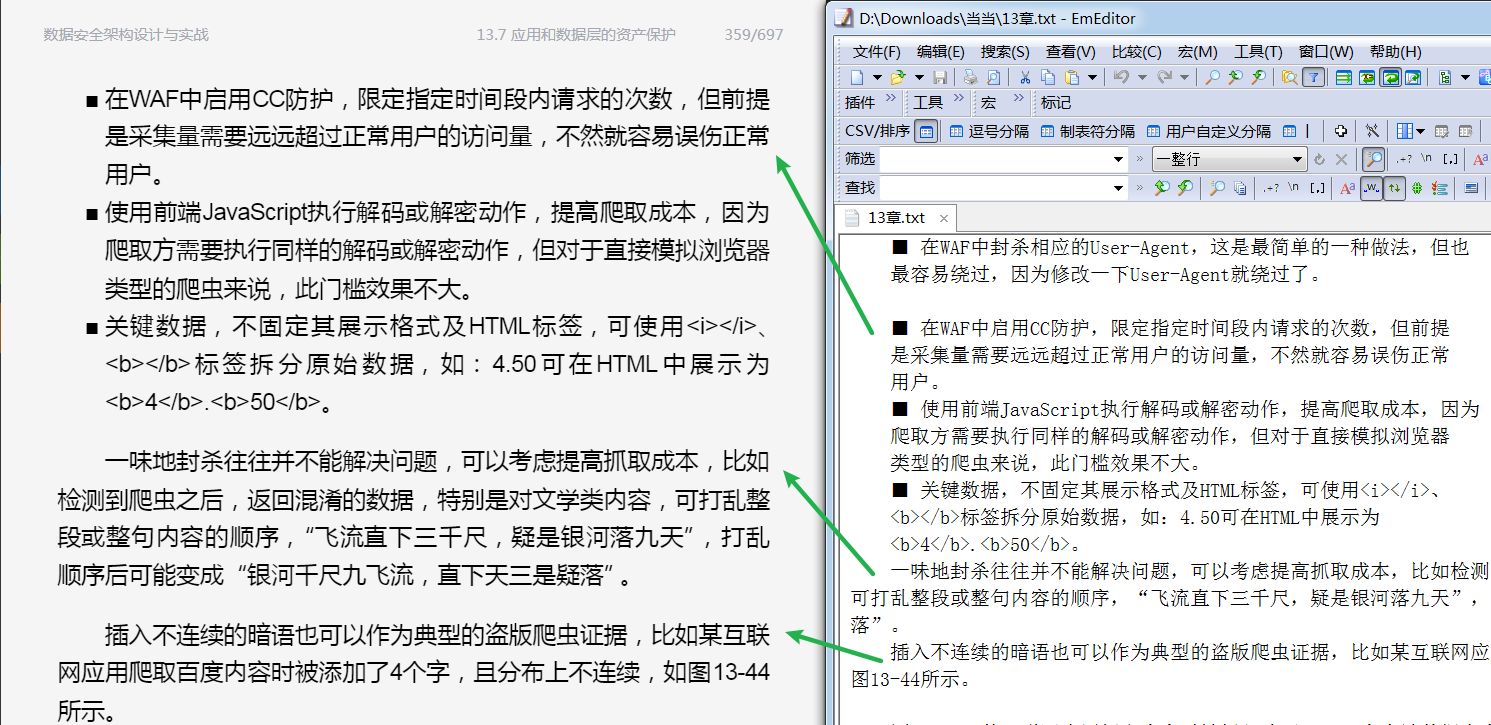 数据安全架构设计与实战
13.7 应用和数据层的资产保护
359/697
■ 在WAF中启用CC防护，限定指定时间段内请求的次数，但前提
是采集量需要远远超过正常用户的访问量，不然就容易误伤正常
用户。
■ 使用前端JavaScript执行解码或解密动作，提高爬取成本，因为
爬取方需要执行同样的解码或解密动作，但对于直接模拟浏览器
类型的爬虫来说，此门槛效果不大。
■ 关键数据，不固定其展示格式及HTML标签，可使用<i></i>、
<b></b>标签拆分原始数据，如：4.50可在HTML中展示为
<b>4</b>.<b>50</b>。
一味地封杀往往并不能解决问题，可以考虑提高抓取成本，比如
检测到爬虫之后，返回混淆的数据，特别是对文学类内容，可打乱整
段或整句内容的顺序，“飞流直下三千尺，疑是银河落九天”，打乱
顺序后可能变成“银河千尺九飞流，直下天三是疑落”。
插入不连续的暗语也可以作为典型的盗版爬虫证据，比如某互联
网应用爬取百度内容时被添加了4个字，且分布上不连续，如图13-44
所示。
D:\Downloads\当当\13章.txt - EmEditor
文件(F) 编辑(E) 搜索(S) 查看(V) 比较(C) 宏(M) 工具(T) 窗口(W) 帮助(H)
插件 » 工具 » 宏 » 标记
CSV/排序 逗号分隔 制表符分隔 用户自定义分隔
筛选 » 一整行 .+? \n [,] Aa
查找 » .+? \n [,] Aa .W.
13章.txt ×
■ 在WAF中封杀相应的User-Agent，这是最简单的一种做法，但也
最容易绕过，因为修改一下User-Agent就绕过了。
■ 在WAF中启用CC防护，限定指定时间段内请求的次数，但前提
是采集量需要远远超过正常用户的访问量，不然就容易误伤正常
用户。
■ 使用前端JavaScript执行解码或解密动作，提高爬取成本，因为
爬取方需要执行同样的解码或解密动作，但对于直接模拟浏览器
类型的爬虫来说，此门槛效果不大。
■ 关键数据，不固定其展示格式及HTML标签，可使用<i></i>、
<b></b>标签拆分原始数据，如：4.50可在HTML中展示为
<b>4</b>.<b>50</b>。
一味地封杀往往并不能解决问题，可以考虑提高抓取成本，比如检测
可打乱整段或整句内容的顺序，“飞流直下三千尺，疑是银河落九天”，
落”。
插入不连续的暗语也可以作为典型的盗版爬虫证据，比如某互联网应
图13-44所示。